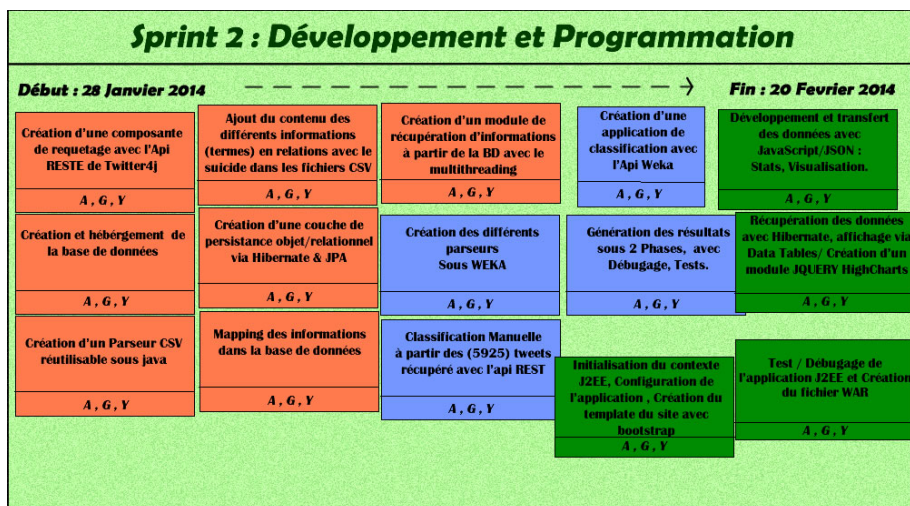 Sprint 2 : Développement et Programmation
Début : 28 Janvier 2014
Fin : 20 Fevrier 2014
Création d'une composante
de requetage avec l'Api
RESTE de Twitter4j
A , G , Y
Ajout du contenu des
différents informations
(termes) en relations avec le
suicide dans les fichiers CSV
A , G , Y
Création d'un module de
récupération d'informations
à partir de la BD avec le
multithreading
A , G , Y
Création d'une
application de
classification avec
l'Api Weka
A , G , Y
Développement et transfert
des données avec
JavaScript/JSON :
Stats, Visualisation.
A , G , Y
Création et hébérgement de
la base de données
A , G , Y
Création d'une couche de
persistance objet/relationnel
via Hibernate & JPA
A , G , Y
Création des différents
parseurs
Sous WEKA
A , G , Y
Génération des résultats
sous 2 Phases, avec
Débugage, Tests.
A , G , Y
Récupération des données
avec Hibernate, affichage via
Data Tables/ Création d'un
module JQUERY HighCharts
A , G , Y
Création d'un Parseur CSV
réutilisable sous java
A , G , Y
Mapping des informations
dans la base de données
A , G , Y
Classification Manuelle
à partir des (5925) tweets
récupéré avec l'api REST
A , G , Y
Initialisation du contexte
J2EE, Configuration de
l'application , Création du
template du site avec
bootstrap
A , G , Y
Test / Débugage de
l'application J2EE et Création
du fichier WAR
A , G , Y